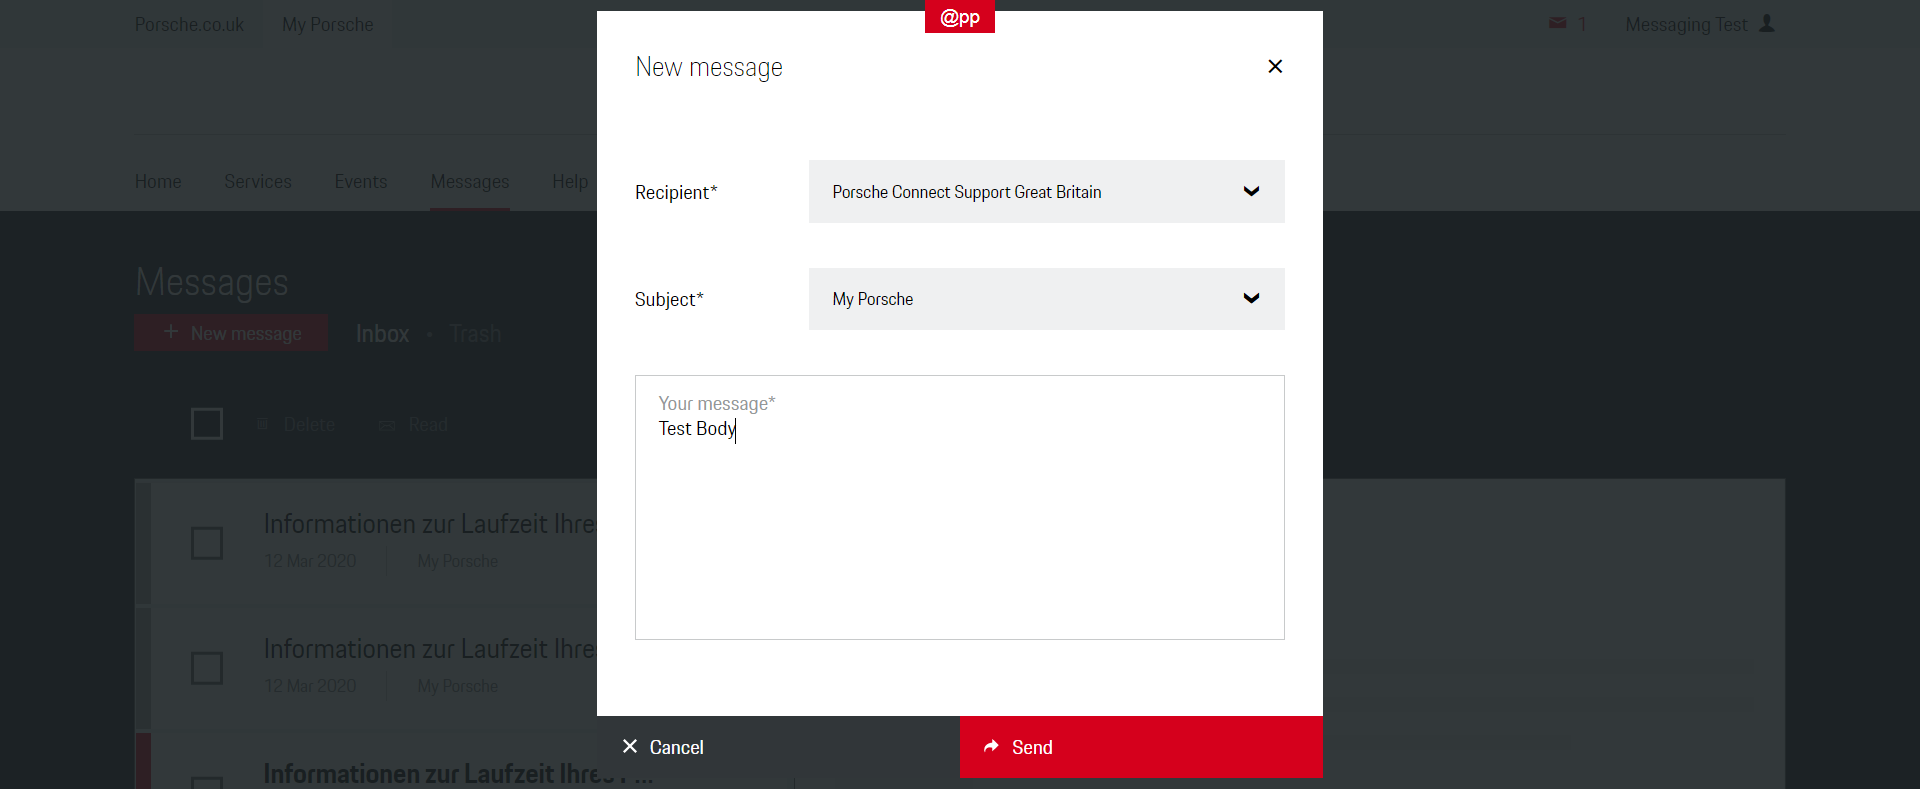 Porsche.co.uk My Porsche
@pp
1 Messaging Test
New message
Home Services Events Messages Help
Recipient* Porsche Connect Support Great Britain
Subject* My Porsche
Messages
New message Inbox • Trash
Delete Read
Your message*
Test Body
Informationen zur Laufzeit Ihres
12 Mar 2020 My Porsche
Informationen zur Laufzeit Ihres
12 Mar 2020 My Porsche
Informationen zur Laufzeit Ihres
Cancel Send